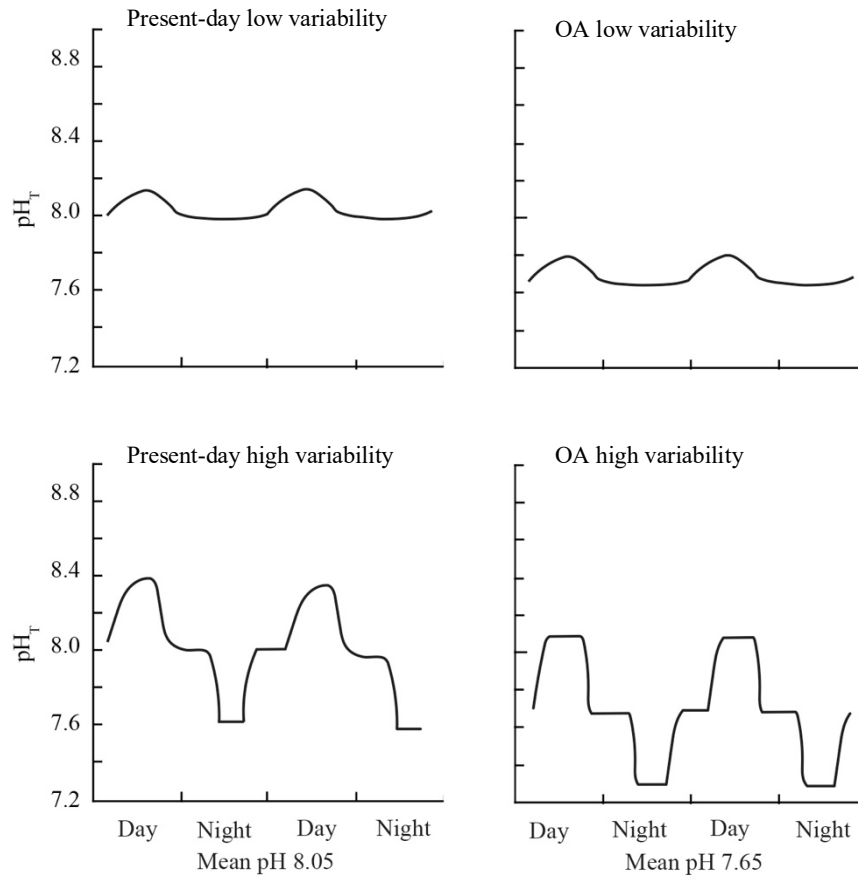 Present-day low variability
OA low variability
8.8
8.4
8.0
7.6
7.2
pH_T
Present-day high variability
OA high variability
8.8
8.4
8.0
7.6
7.2
pH_T
Day Night Day Night
Mean pH 8.05
Day Night Day Night
Mean pH 7.65